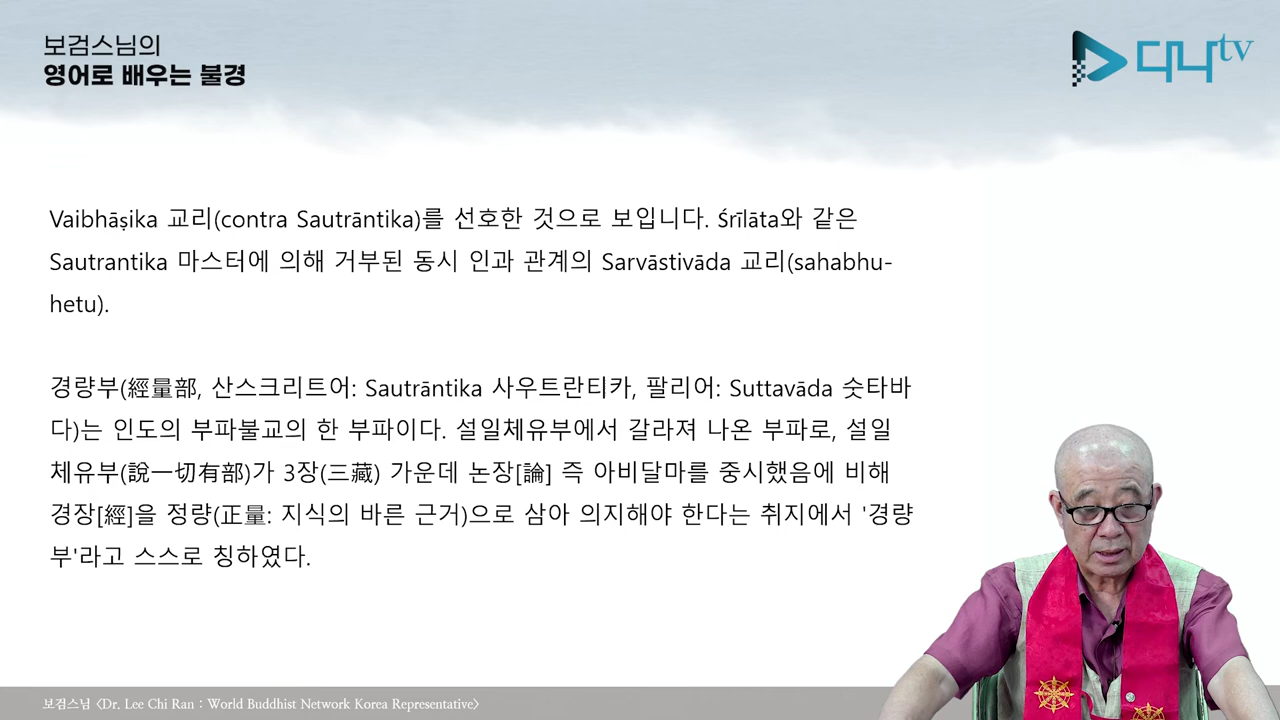 보검스님의
영어로 배우는 불경
디나tv
Vaibhāṣika 교리(contra Sautrāntika)를 선호한 것으로 보입니다. Śrīlāta와 같은
Sautrantika 마스터에 의해 거부된 동시 인과 관계의 Sarvāstivāda 교리(sahabhu-
hetu).
경량부(經量部, 산스크리트어: Sautrāntika 사우트란티카, 팔리어: Suttavāda 숫타바
다)는 인도의 부파불교의 한 부파이다. 설일체유부에서 갈라져 나온 부파로, 설일
체유부(說一切有部)가 3장(三藏) 가운데 논장[論] 즉 아비달마를 중시했음에 비해
경장[經]을 정량(正量: 지식의 바른 근거)으로 삼아 의지해야 한다는 취지에서 '경량
부'라고 스스로 칭하였다.
보검스님 <Dr. Lee Chi Ran : World Buddhist Network Korea Representative>